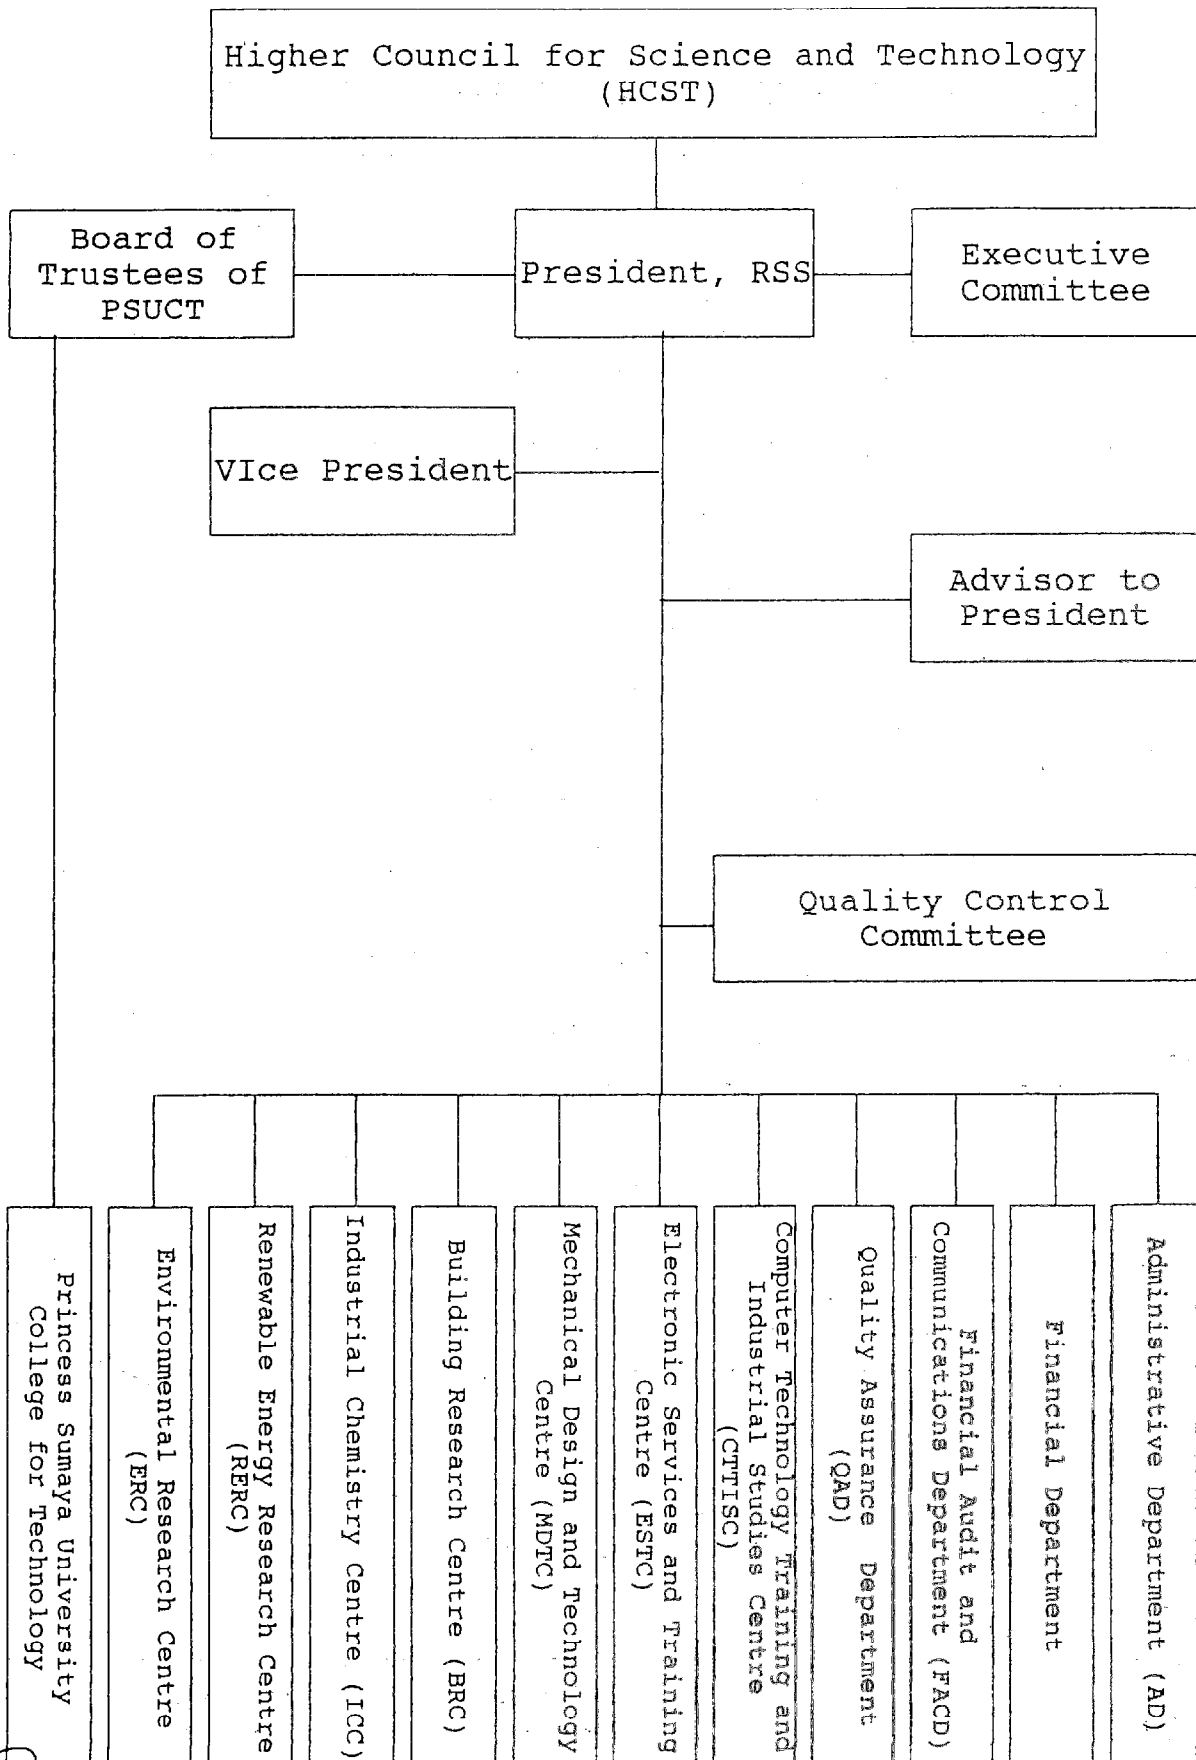 Higher Council for Science and Technology
(HCST)
Board of
Trustees of
PSUCT
President, RSS
Executive
Committee
VIce President
Advisor to
President
Quality Control
Committee
Princess Sumaya University
College for Technology
Environmental Research Centre
(ERC)
Renewable Energy Research Centre
(RERC)
Industrial Chemistry Centre (ICC)
Building Research Centre (BRC)
Mechanical Design and Technology
Centre (MDTC)
Electronic Services and Training
Centre (ESTC)
Computer Technology Training and
Industrial Studies Centre
(CTTISC)
Quality Assurance Department
(QAD)
Financial Audit and
Communications Department (FACD)
Financial Department
Administrative Department (AD)